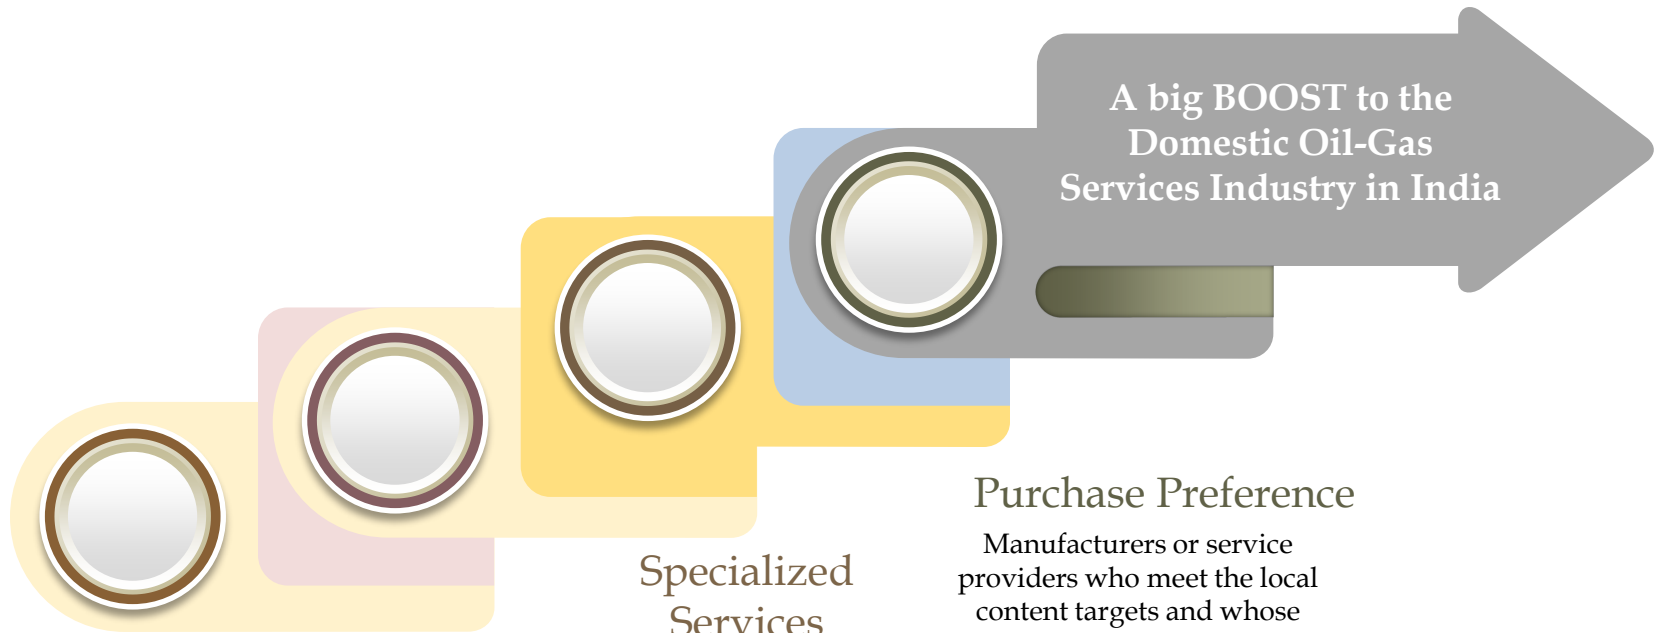 A big BOOST to the
Domestic Oil-Gas
Services Industry in India
Purchase Preference
Manufacturers or service
providers who meet the local
content targets and whose
Specialized
Services